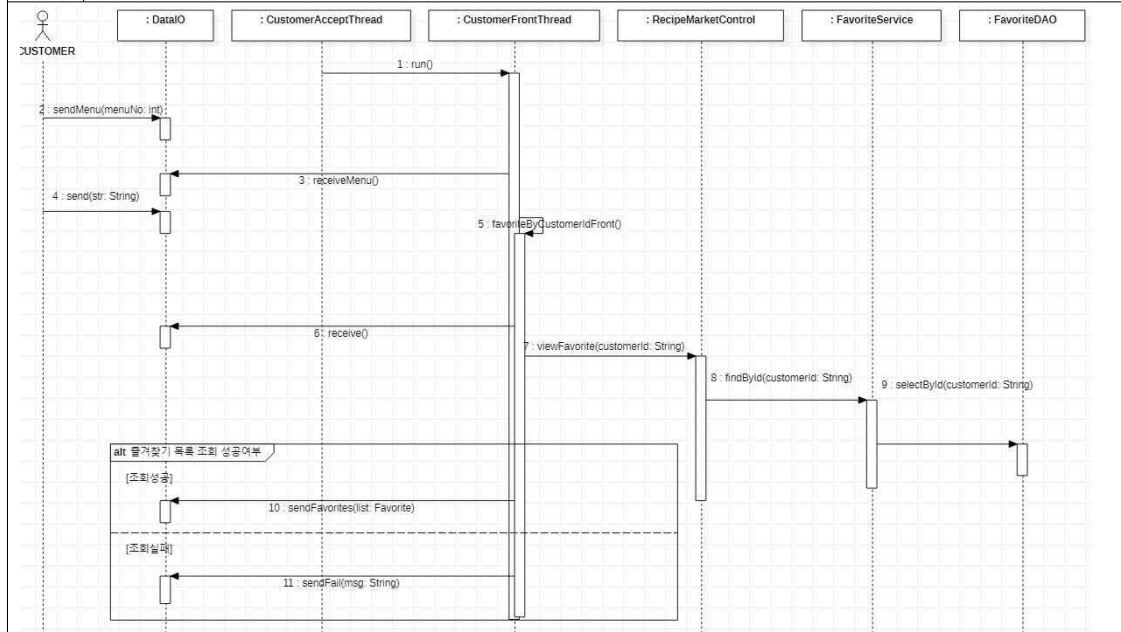 : DataIO
: CustomerAcceptThread
: CustomerFrontThread
: RecipeMarketControl
: FavoriteService
: FavoriteDAO
CUSTOMER
1 : run()
2 : sendMenu(menuNo: int)
3 : receiveMenu()
4 : send(str: String)
5 : favoriteByCustomerIdFront()
6 : receive()
7 : viewFavorite(customerId: String)
8 : findById(customerId: String)
9 : selectById(customerId: String)
alt 즐겨찾기 목록 조회 성공여부
[조회성공]
10 : sendFavorites(list: Favorite)
[조회실패]
11 : sendFail(msg: String)